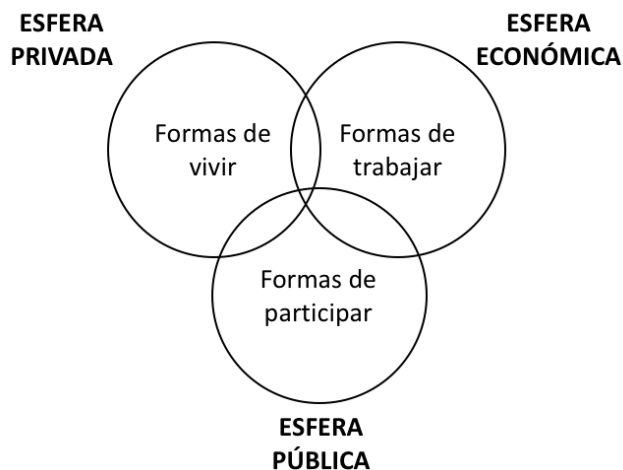 ESFERA
PRIVADA
ESFERA
ECONÓMICA
Formas de
vivir
Formas de
trabajar
Formas de
participar
ESFERA
PÚBLICA